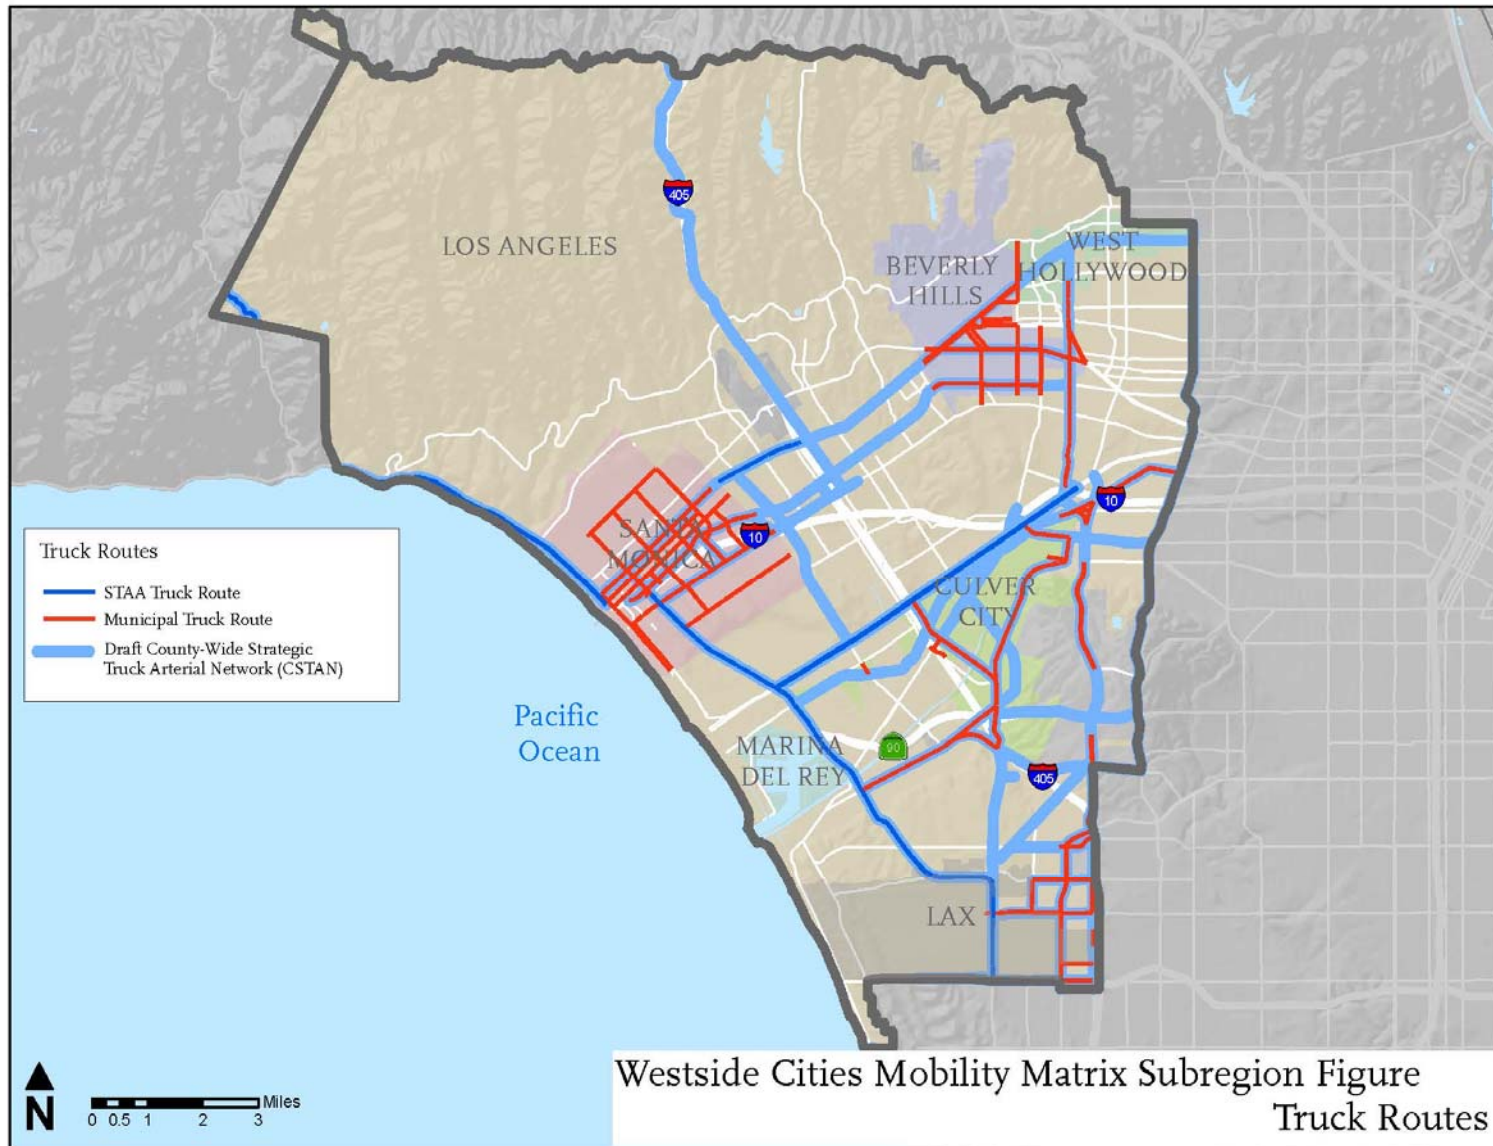 405
LOS ANGELES
WEST
HOLLYWOOD
BEVERLY
HILLS
10
SANTA
MONICA
10
CULVER
CITY
Truck Routes
STAA Truck Route
Municipal Truck Route
Draft County-Wide Strategic
Truck Arterial Network (CSTAN)
Pacific
Ocean
MARINA
DEL REY
90
405
LAX
N
0 0.5 1 2 3 Miles
Westside Cities Mobility Matrix Subregion Figure
Truck Routes